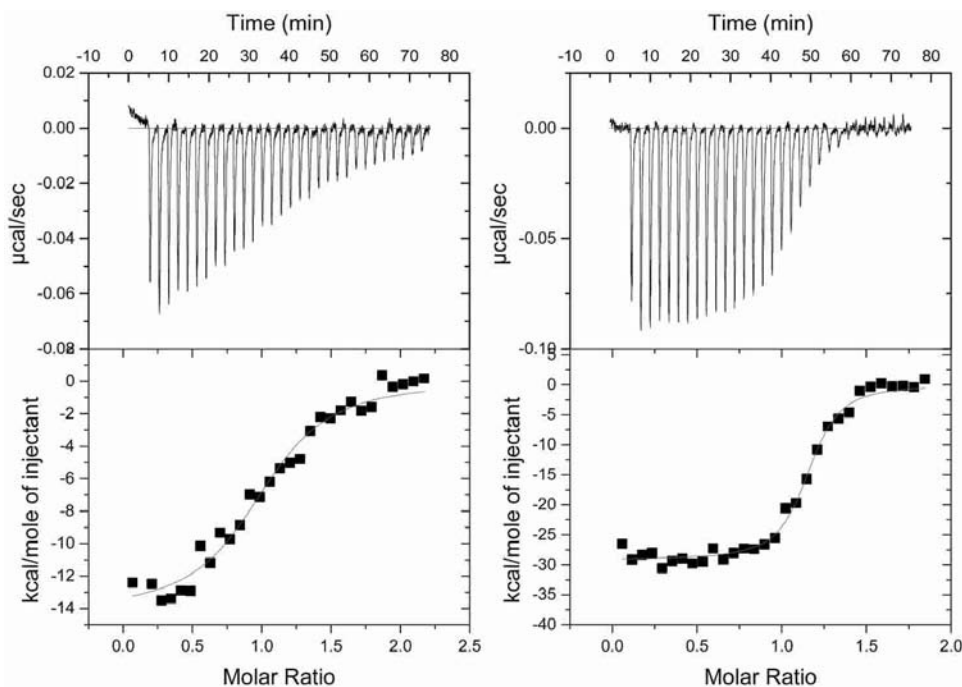 Time (min)
-10 0 10 20 30 40 50 60 70 80
0.02
0.00
-0.02
-0.04
-0.06
-0.08
µcal/sec
2
0
-2
-4
-6
-8
-10
-12
-14
kcal/mole of injectant
0.0 0.5 1.0 1.5 2.0 2.5
Molar Ratio
Time (min)
-10 0 10 20 30 40 50 60 70 80
0.00
-0.05
-0.10
µcal/sec
5
0
-5
-10
-15
-20
-25
-30
-35
-40
kcal/mole of injectant
0.0 0.5 1.0 1.5 2.0
Molar Ratio